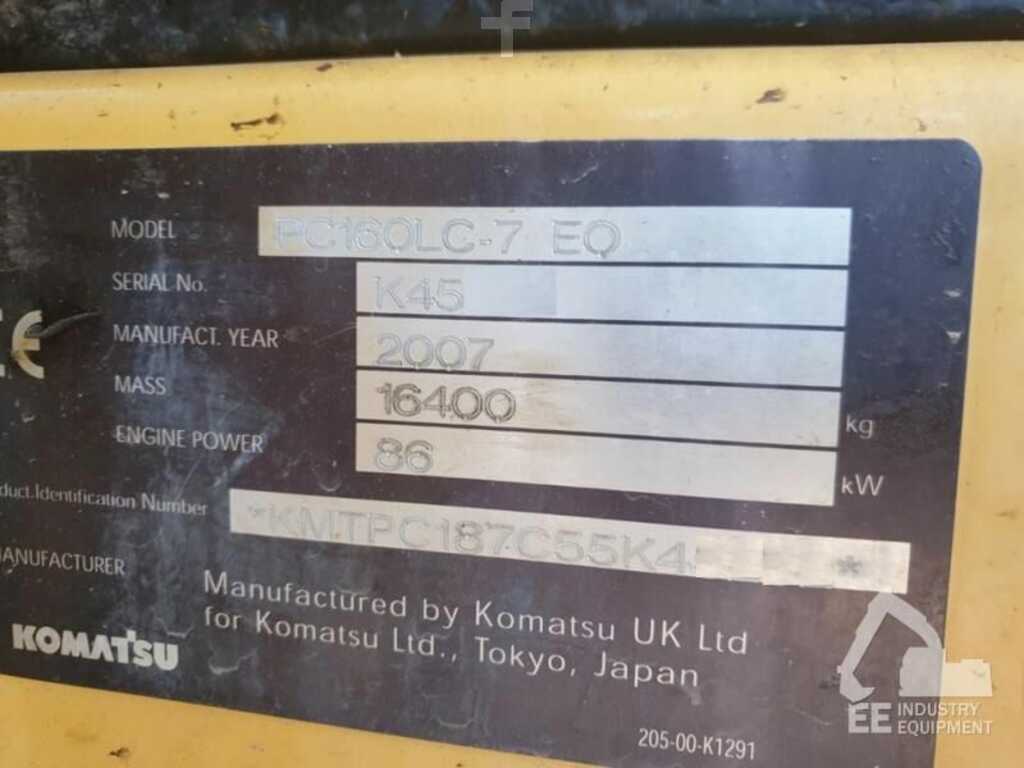 f
MODEL PC160LC-7 EO
SERIAL No. K45
MANUFACT. YEAR 2007
MASS 16400 kg
ENGINE POWER 86 kW
duct.Identification Number *KMTPC187C55K4 *
ANUFACTURER
Manufactured by Komatsu UK Ltd
for Komatsu Ltd., Tokyo, Japan
KOMATSU
205-00-K1291
CE
EE INDUSTRY
EQUIPMENT